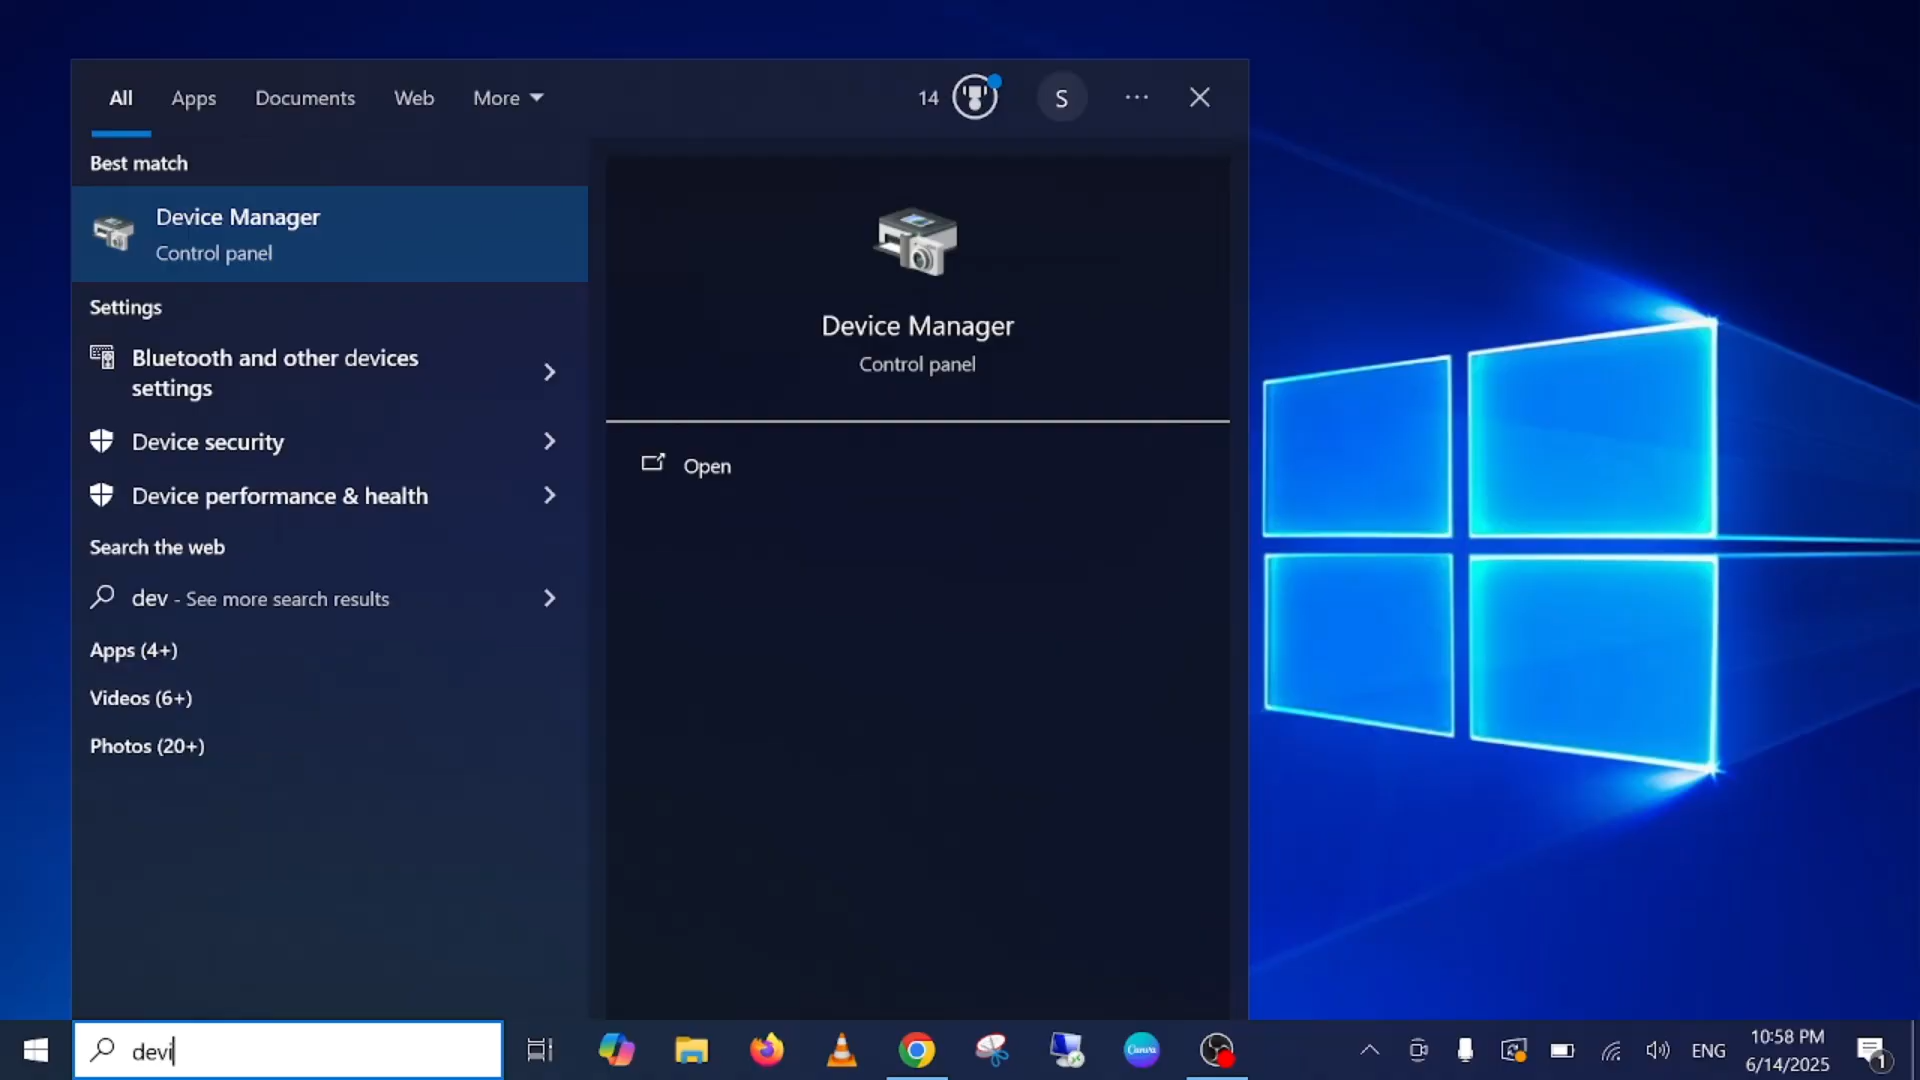 All
Apps
Documents
Web
More
14
S
Best match
Device Manager
Control panel
Settings
Bluetooth and other devices
settings
Device security
Device performance & health
Search the web
dev - See more search results
Apps (4+)
Videos (6+)
Photos (20+)
Device Manager
Control panel
Open
devi
Canva
ENG
10:58 PM
6/14/2025
1